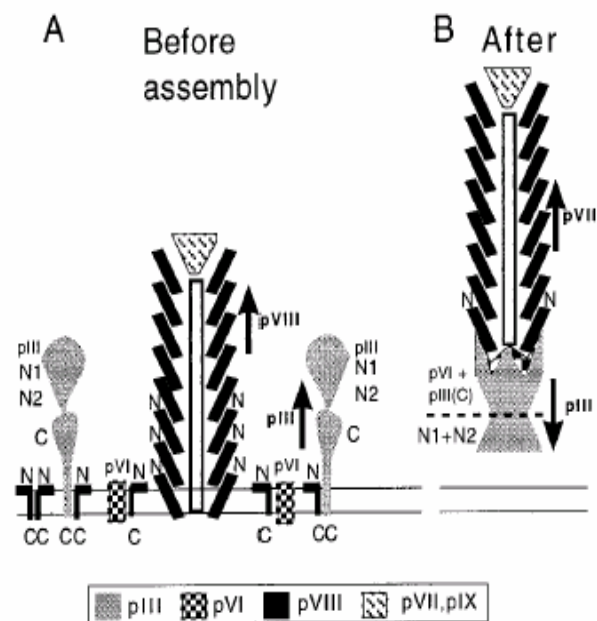 A
Before
assembly
B
After
pVIII
pVII
pIII
N1
N2
C
N
N
N
N
pIII
pIII
N1
N2
C
N
N
pVI +
pIII(C)
N1+N2
pIII
N
N
N
pVI
N
N
pVI
N
CC
CC
C
C
CC
pIII
pVI
pVIII
pVII,pIX